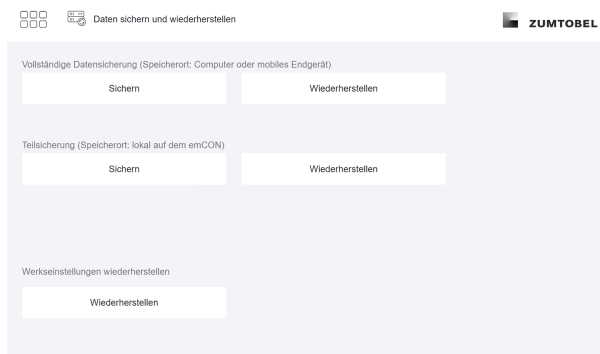 Daten sichern und wiederherstellen
ZUMTOBEL
Vollständige Datensicherung (Speicherort: Computer oder mobiles Endgerät)
Sichern
Wiederherstellen
Teilsicherung (Speicherort: lokal auf dem emCON)
Sichern
Wiederherstellen
Werkseinstellungen wiederherstellen
Wiederherstellen